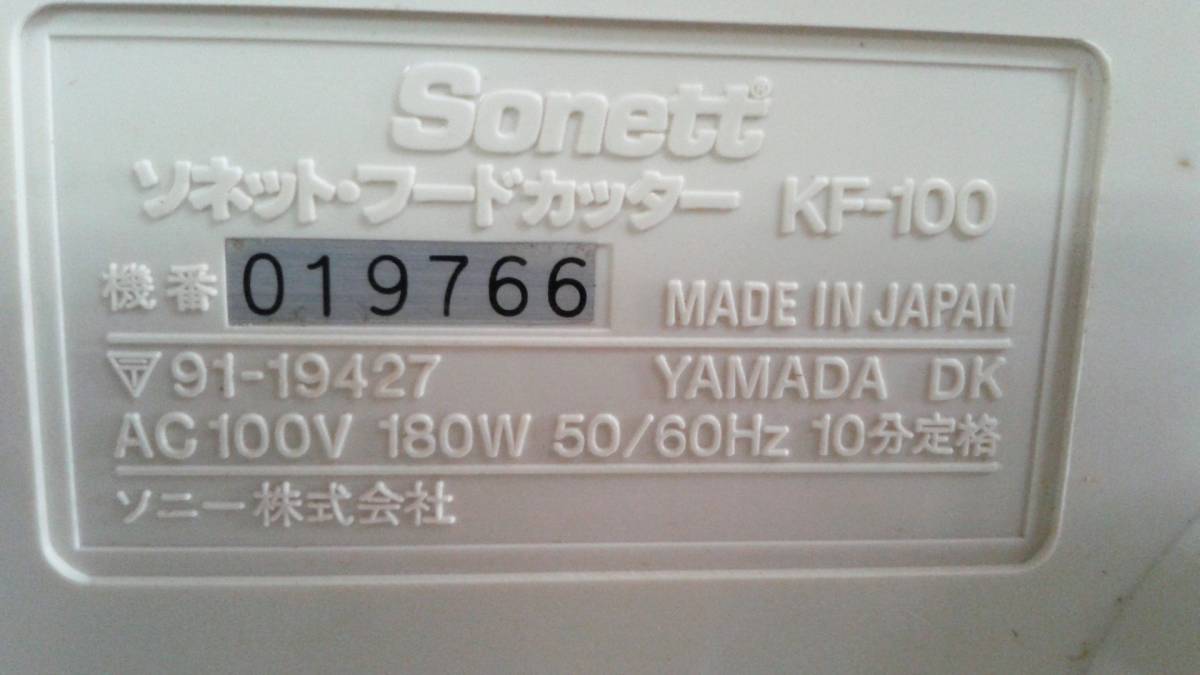 Sonett®
ソネット・フードカッター KF-100
機番 019766 MADE IN JAPAN
〒91-19427 YAMADA DK
AC100V 180W 50/60Hz 10分定格
ソニー株式会社